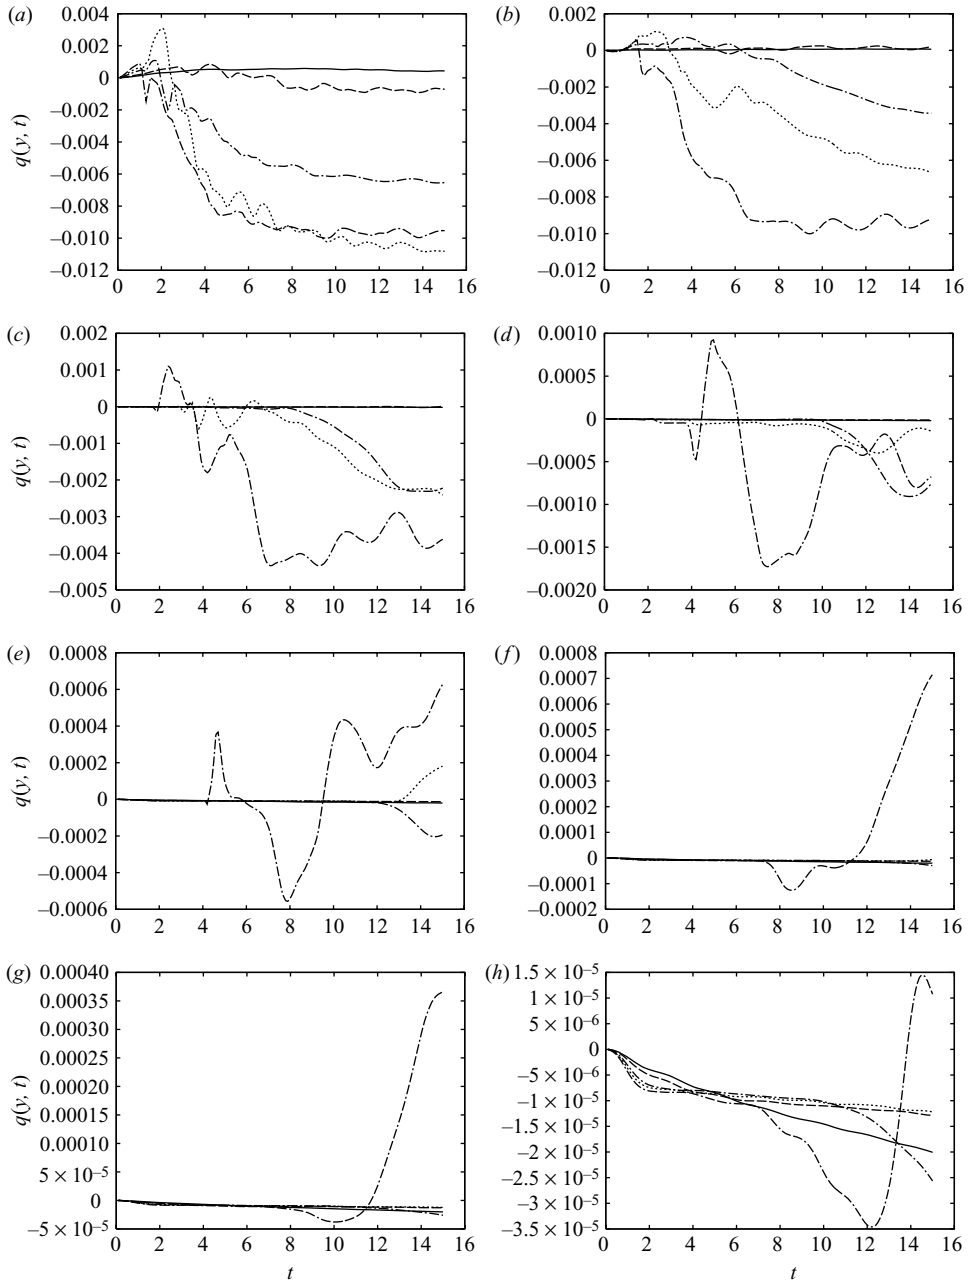 (a) 0.004
0.002
0
–0.002
–0.004
–0.006
–0.008
–0.010
–0.012
q(y, t)
0 2 4 6 8 10 12 14 16
(b) 0.002
0
–0.002
–0.004
–0.006
–0.008
–0.010
–0.012
0 2 4 6 8 10 12 14 16
(c) 0.002
0.001
0
–0.001
–0.002
–0.003
–0.004
–0.005
q(y, t)
0 2 4 6 8 10 12 14 16
(d) 0.0010
0.0005
0
–0.0005
–0.0010
–0.0015
–0.0020
0 2 4 6 8 10 12 14 16
(e) 0.0008
0.0006
0.0004
0.0002
0
–0.0002
–0.0004
–0.0006
q(y, t)
0 2 4 6 8 10 12 14 16
(f) 0.0008
0.0007
0.0006
0.0005
0.0004
0.0003
0.0002
0.0001
0
–0.0001
–0.0002
0 2 4 6 8 10 12 14 16
(g) 0.00040
0.00035
0.00030
0.00025
0.00020
0.00015
0.00010
5 × 10–5
0
–5 × 10–5
q(y, t)
0 2 4 6 8 10 12 14 16
t
(h) 1.5 × 10–5
1 × 10–5
5 × 10–6
0
–5 × 10–6
–1 × 10–5
–1.5 × 10–5
–2 × 10–5
–2.5 × 10–5
–3 × 10–5
–3.5 × 10–5
0 2 4 6 8 10 12 14 16
t